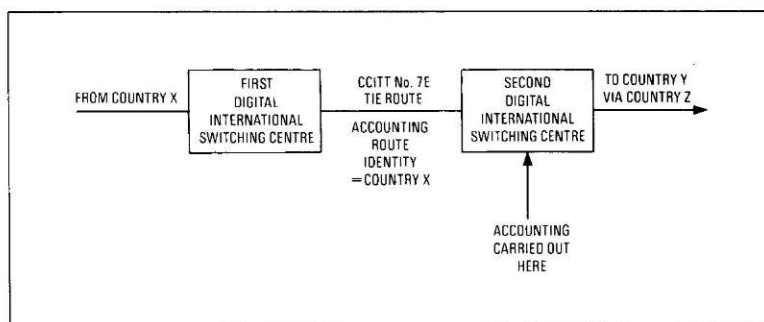 FROM COUNTRY X
FIRST
DIGITAL
INTERNATIONAL
SWITCHING CENTRE
CCITT No. 7E
TIE ROUTE
ACCOUNTING
ROUTE
IDENTITY
=COUNTRY X
SECOND
DIGITAL
INTERNATIONAL
SWITCHING CENTRE
TO COUNTRY Y
VIA COUNTRY Z
ACCOUNTING
CARRIED OUT
HERE